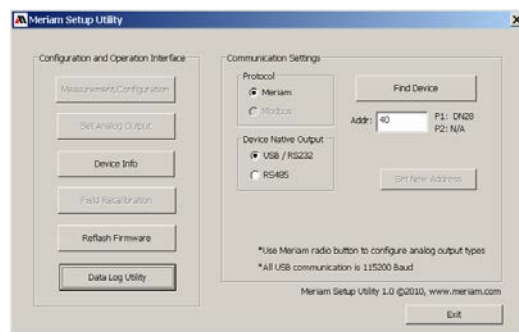 Meriam Setup Utility
Configuration and Operation Interface
Measurement/Configuration
Set Analog Output
Device Info
Field Recalibration
Reflash Firmware
Data Log Utility
Communication Settings
Protocol
Meriam
Modbus
Device Native Output
USB / RS232
RS485
Find Device
Addr: 40
P1: DN28
P2: N/A
Set New Address
*Use Meriam radio button to configure analog output types
*All USB communication is 115200 Baud
Meriam Setup Utility 1.0 @2010, www.meriam.com
Exit